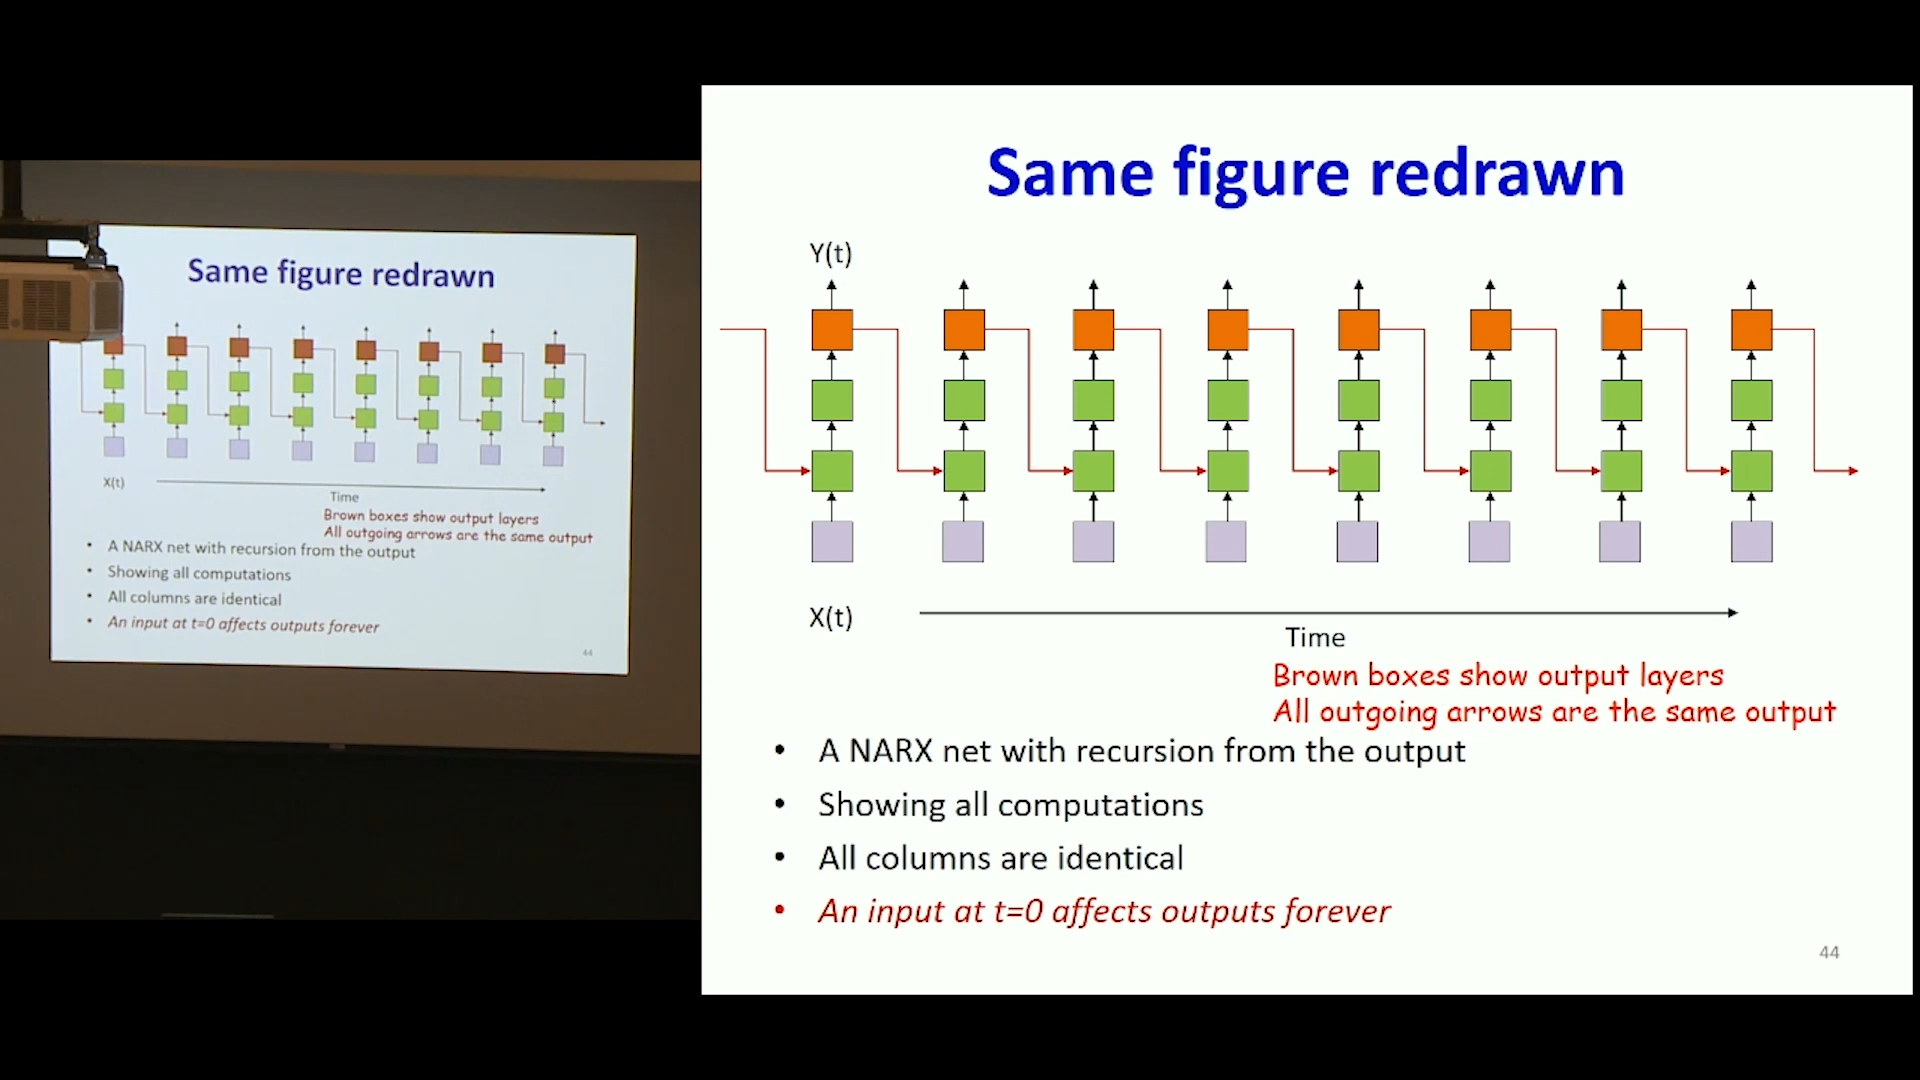 Same figure redrawn
X(t)
Time
Brown boxes show output layers
All outgoing arrows are the same output
• A NARX net with recursion from the output
• Showing all computations
• All columns are identical
• An input at t=0 affects outputs forever
44
Same figure redrawn
Y(t)
X(t)
Time
Brown boxes show output layers
All outgoing arrows are the same output
• A NARX net with recursion from the output
• Showing all computations
• All columns are identical
• An input at t=0 affects outputs forever
44